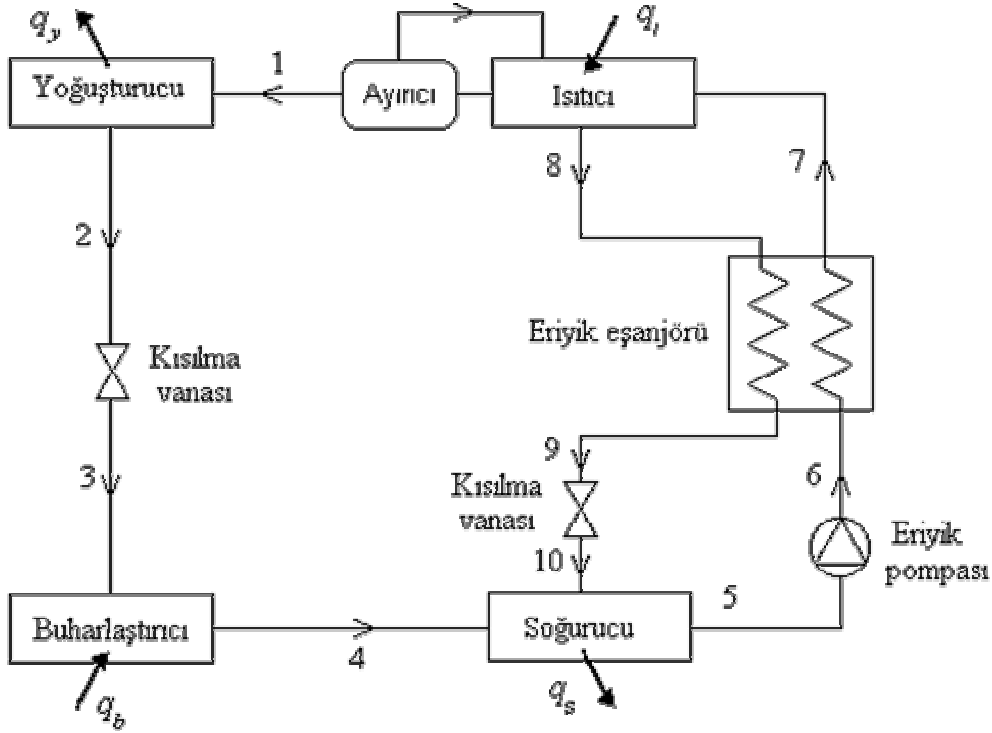 q_y
q_ı
1
Yoğuşturucu
Ayırıcı
Isıtıcı
8
7
2
Eriyik eşanjörü
Kısılma
vanası
3
9
6
Kısılma
vanası
Eriyik
pompası
10
5
Buharlaştırıcı
Soğurucu
4
q_b
q_s